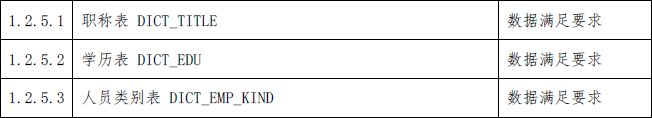 1.2.5.1 职称表 DICT_TITLE 数据满足要求
1.2.5.2 学历表 DICT_EDU 数据满足要求
1.2.5.3 人员类别表 DICT_EMP_KIND 数据满足要求